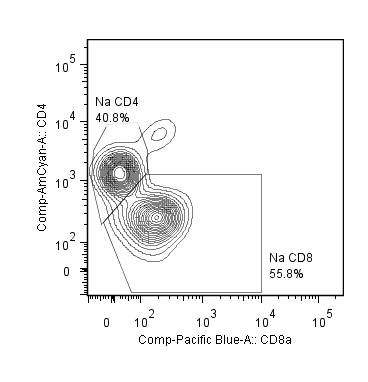 10^5
Na CD4
40.8%
10^4
10^3
10^2
0
Na CD8
55.8%
0 10^2 10^3 10^4 10^5
Comp-AmCyan-A:: CD4
Comp-Pacific Blue-A:: CD8a